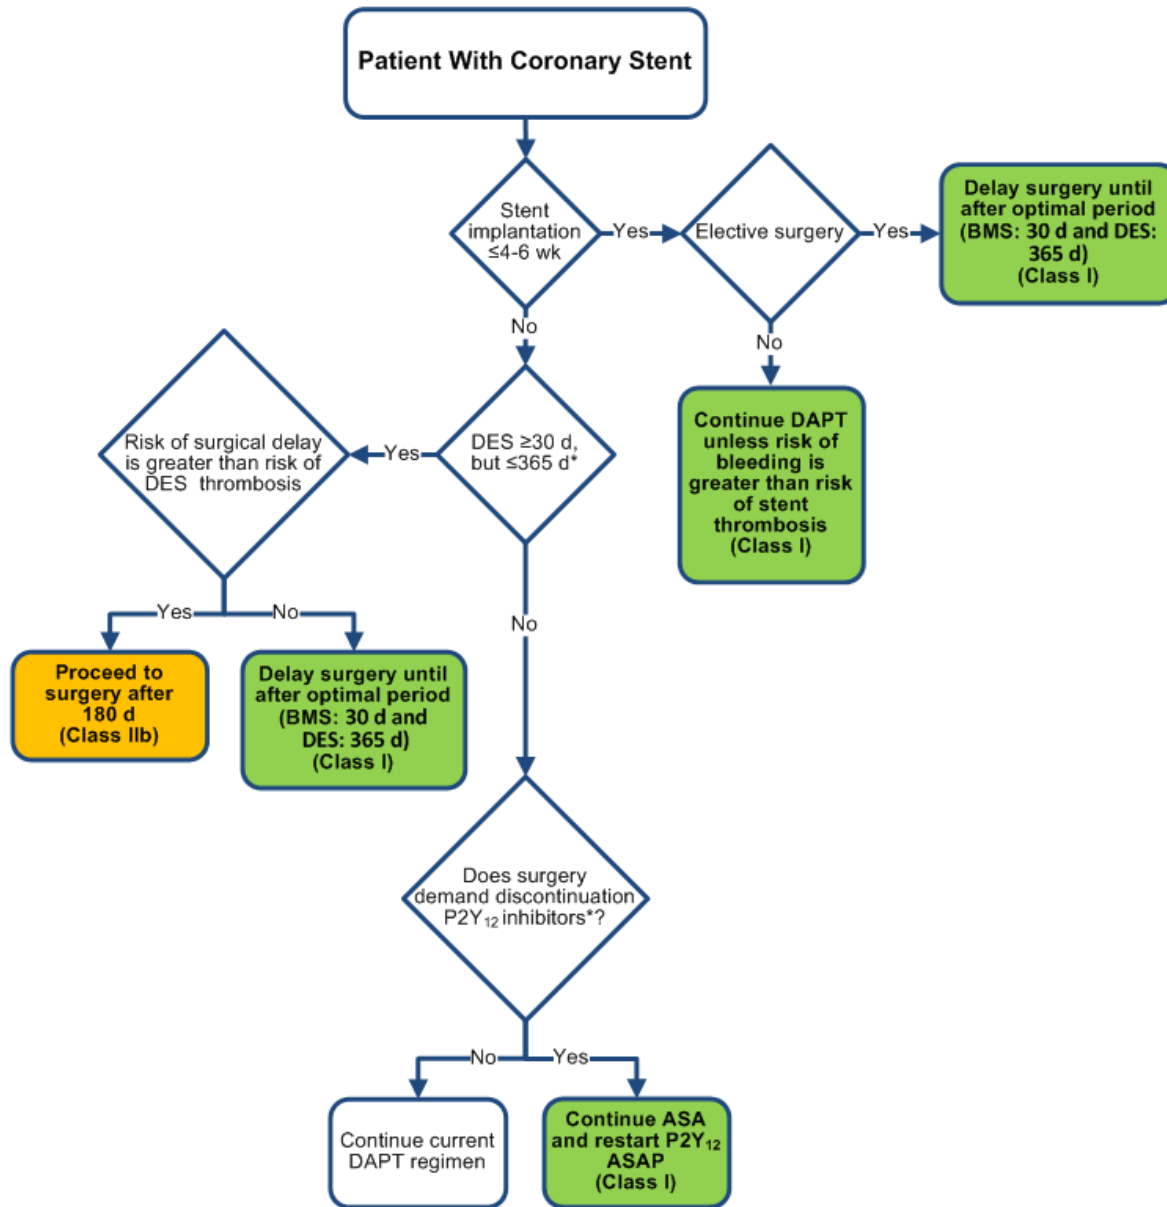 Patient With Coronary Stent
Stent
implantation
≤4-6 wk
Yes
Elective surgery
Yes
Delay surgery until
after optimal period
(BMS: 30 d and DES:
365 d)
(Class I)
No
No
Continue DAPT
unless risk of
bleeding is
greater than risk
of stent
thrombosis
(Class I)
DES ≥30 d,
but ≤365 d*
Yes
Risk of surgical delay
is greater than risk of
DES thrombosis
Yes
No
Proceed to
surgery after
180 d
(Class IIb)
Delay surgery until
after optimal period
(BMS: 30 d and
DES: 365 d)
(Class I)
No
Does surgery
demand discontinuation
P2Y₁₂ inhibitors*?
No
Yes
Continue current
DAPT regimen
Continue ASA
and restart P2Y₁₂
ASAP
(Class I)